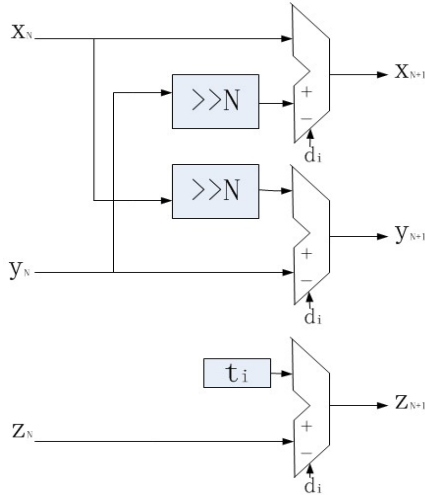 xN
xN+1
>>N
+
−
di
>>N
yN+1
yN
+
−
di
ti
zN+1
zN
+
−
di